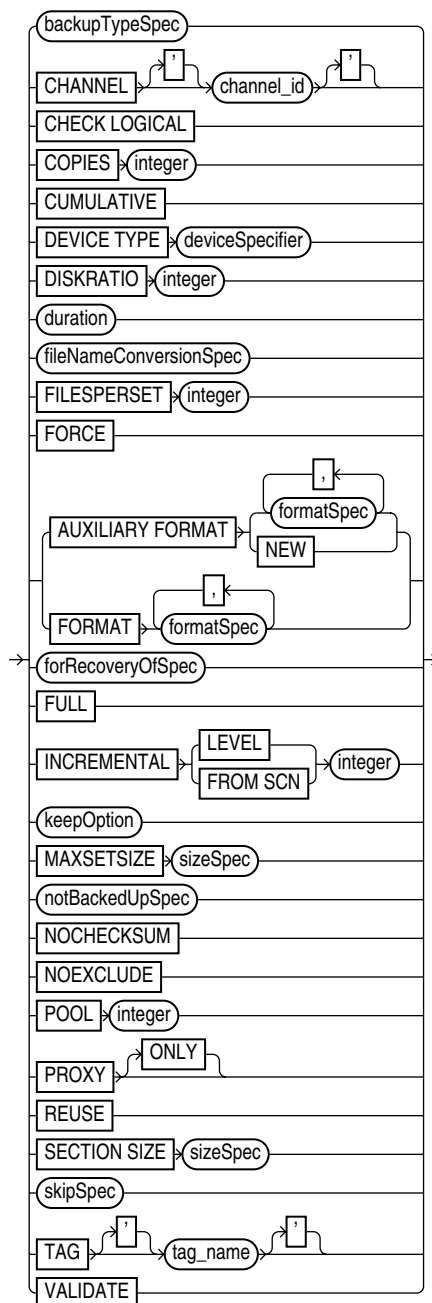 backupTypeSpec
CHANNEL ' channel_id '
CHECK LOGICAL
COPIES integer
CUMULATIVE
DEVICE TYPE deviceSpecifier
DISKRATIO integer
duration
fileNameConversionSpec
FILESPERSET integer
FORCE
,
formatSpec
AUXILIARY FORMAT
NEW
,
FORMAT formatSpec
forRecoveryOfSpec
FULL
LEVEL
INCREMENTAL integer
FROM SCN
keepOption
MAXSETSIZE sizeSpec
notBackedUpSpec
NOCHECKSUM
NOEXCLUDE
POOL integer
ONLY
PROXY
REUSE
SECTION SIZE sizeSpec
skipSpec
TAG ' tag_name '
VALIDATE